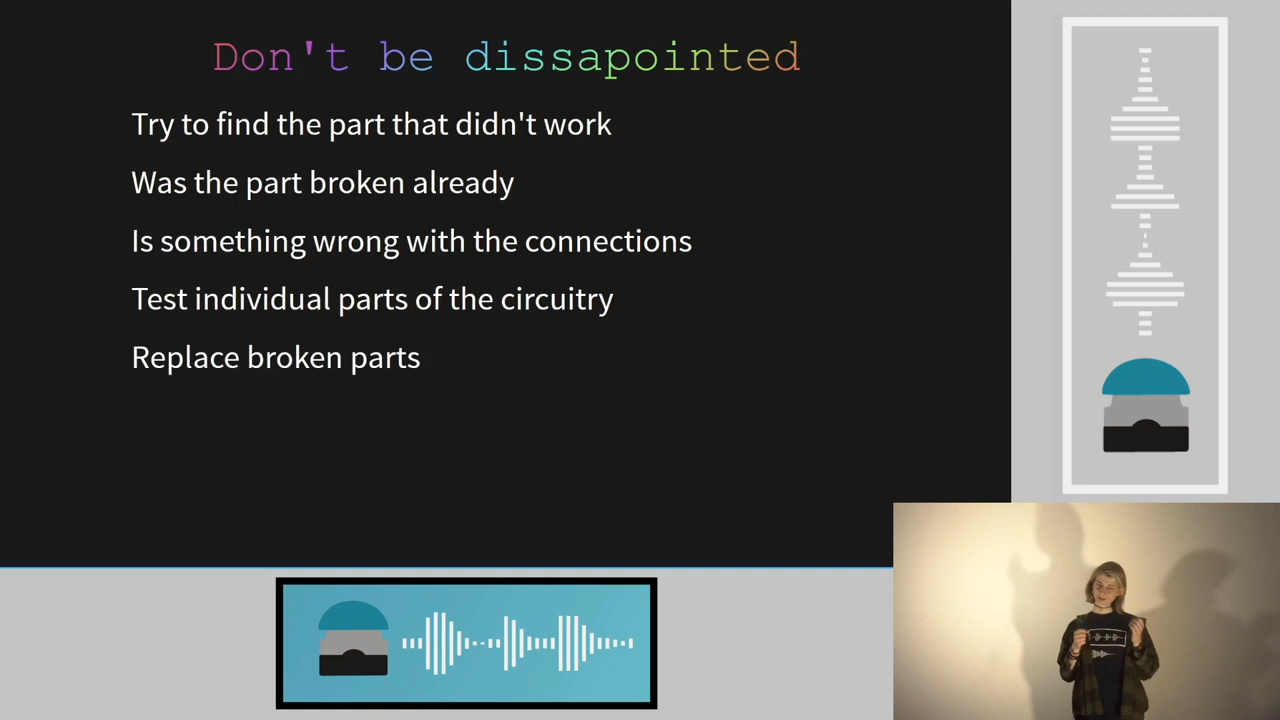 Don't be dissapointed
Try to find the part that didn't work
Was the part broken already
Is something wrong with the connections
Test individual parts of the circuitry
Replace broken parts